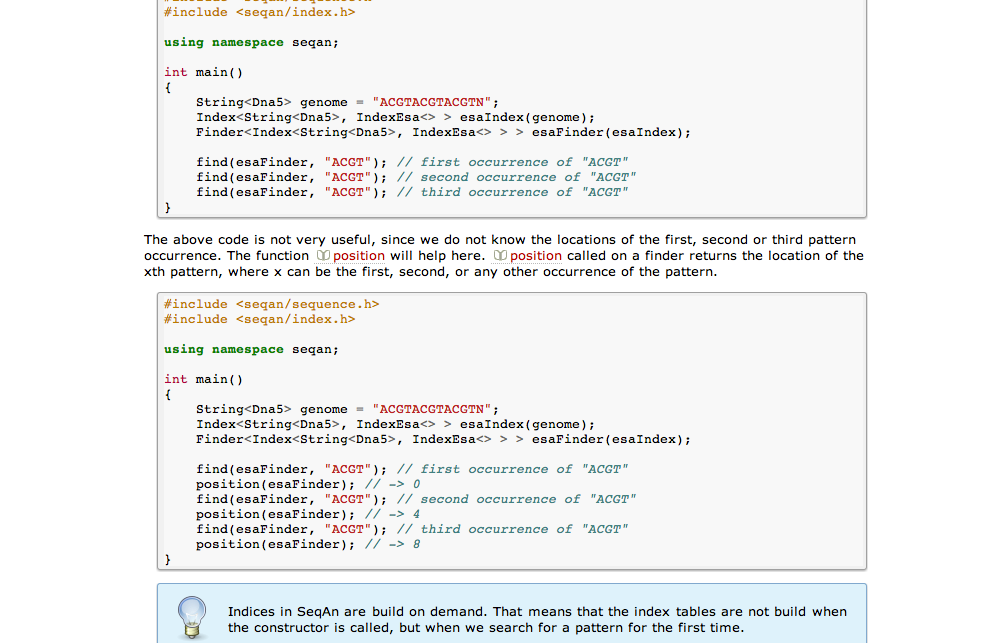 #include <seqan/index.h>
using namespace seqan;
int main()
{
String<Dna5> genome = "ACGTACGTACGTN";
Index<String<Dna5>, IndexEsa<> > esaIndex(genome);
Finder<Index<String<Dna5>, IndexEsa<> > > esaFinder(esaIndex);
find(esaFinder, "ACGT"); // first occurrence of "ACGT"
find(esaFinder, "ACGT"); // second occurrence of "ACGT"
find(esaFinder, "ACGT"); // third occurrence of "ACGT"
}
The above code is not very useful, since we do not know the locations of the first, second or third pattern
occurrence. The function position will help here. position called on a finder returns the location of the
xth pattern, where x can be the first, second, or any other occurrence of the pattern.
#include <seqan/sequence.h>
#include <seqan/index.h>
using namespace seqan;
int main()
{
String<Dna5> genome = "ACGTACGTACGTN";
Index<String<Dna5>, IndexEsa<> > esaIndex(genome);
Finder<Index<String<Dna5>, IndexEsa<> > > esaFinder(esaIndex);
find(esaFinder, "ACGT"); // first occurrence of "ACGT"
position(esaFinder); // -> 0
find(esaFinder, "ACGT"); // second occurrence of "ACGT"
position(esaFinder); // -> 4
find(esaFinder, "ACGT"); // third occurrence of "ACGT"
position(esaFinder); // -> 8
}
Indices in SeqAn are build on demand. That means that the index tables are not build when
the constructor is called, but when we search for a pattern for the first time.